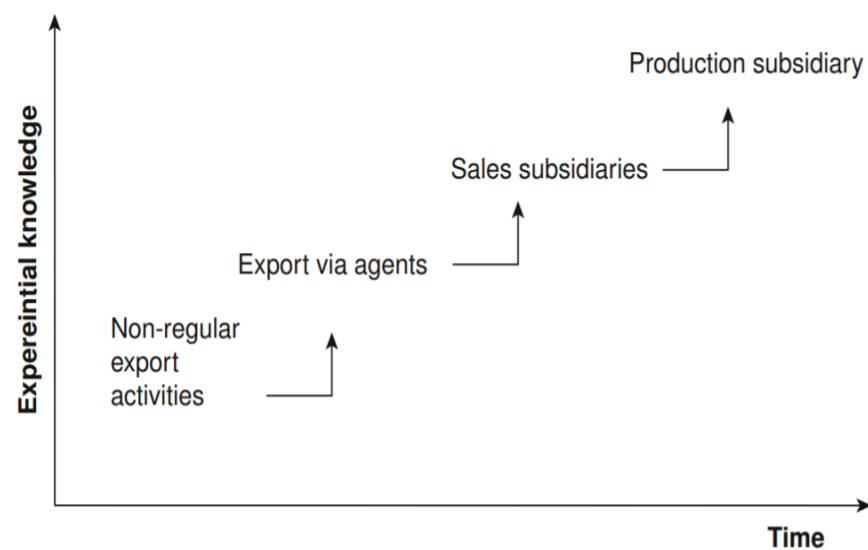 Production subsidiary
Sales subsidiaries
Export via agents
Non-regular
export
activities
Expereintial knowledge
Time